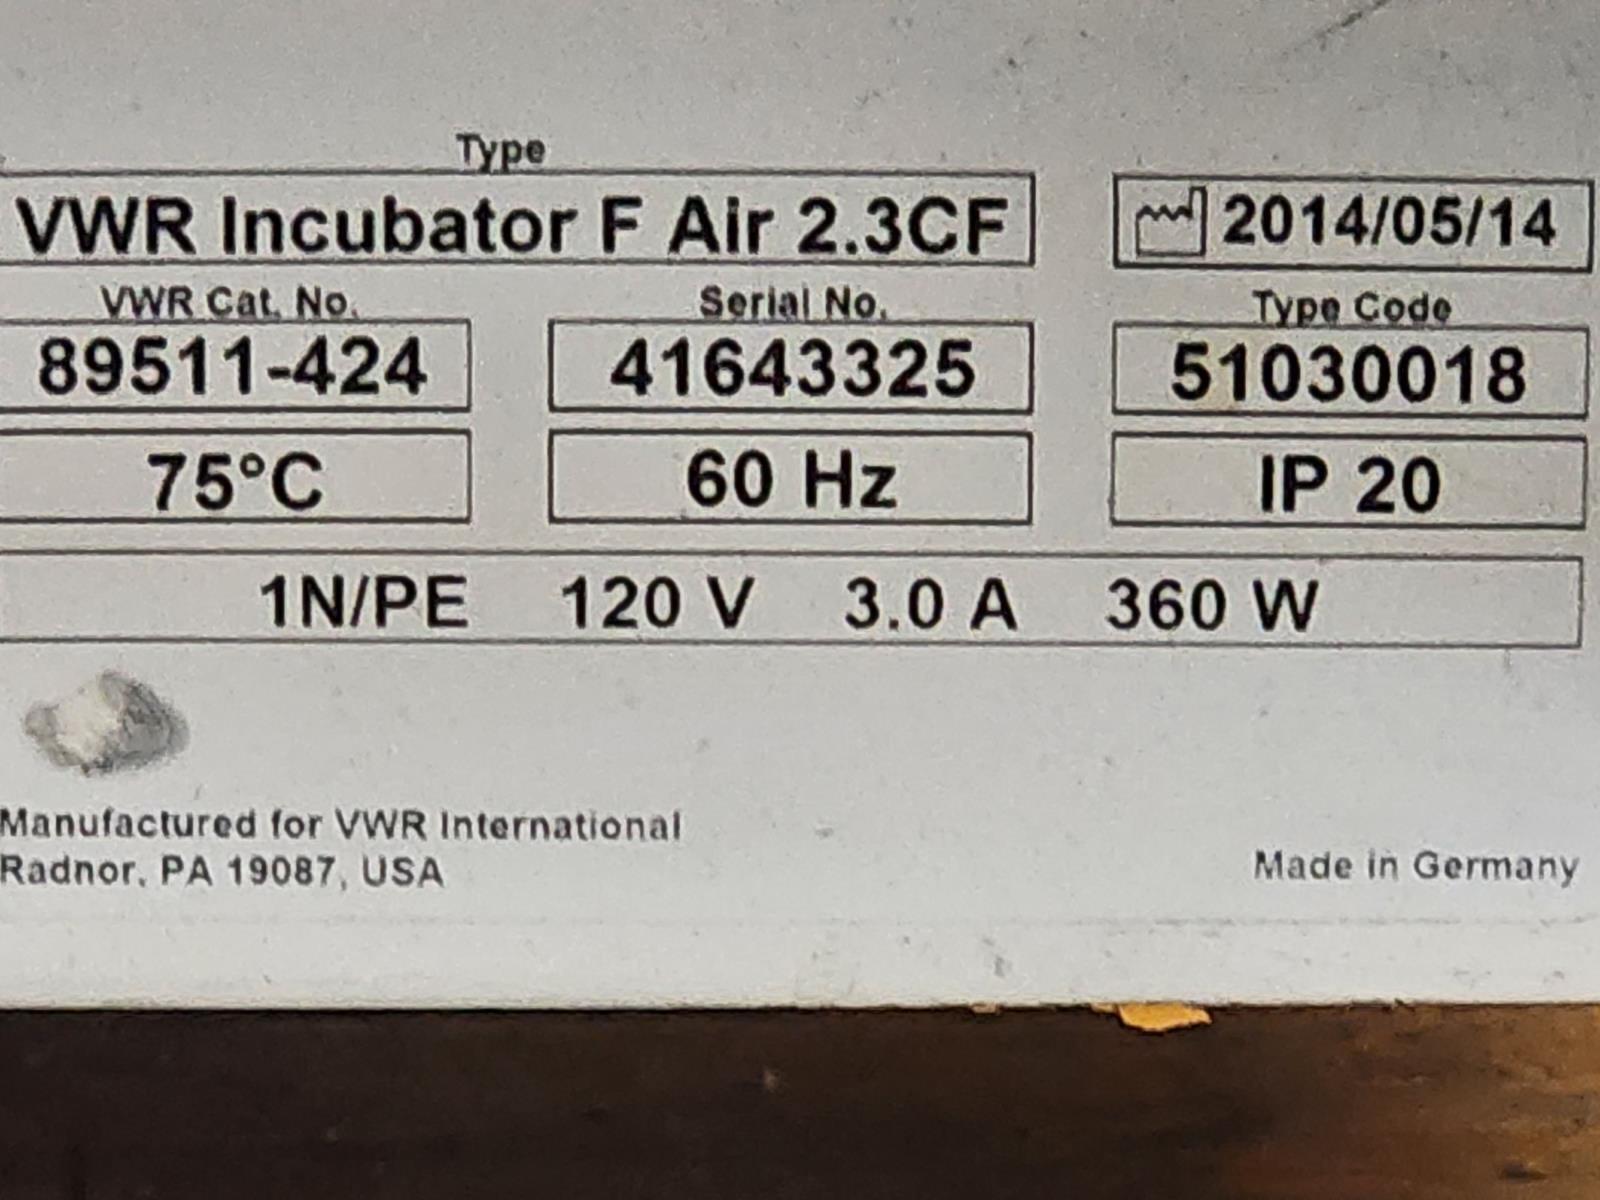 Type
VWR Incubator F Air 2.3CF 2014/05/14
VWR Cat. No. Serial No. Type Code
89511-424 41643325 51030018
75°C 60 Hz IP 20
1N/PE 120 V 3.0 A 360 W
Manufactured for VWR International
Radnor, PA 19087, USA Made in Germany